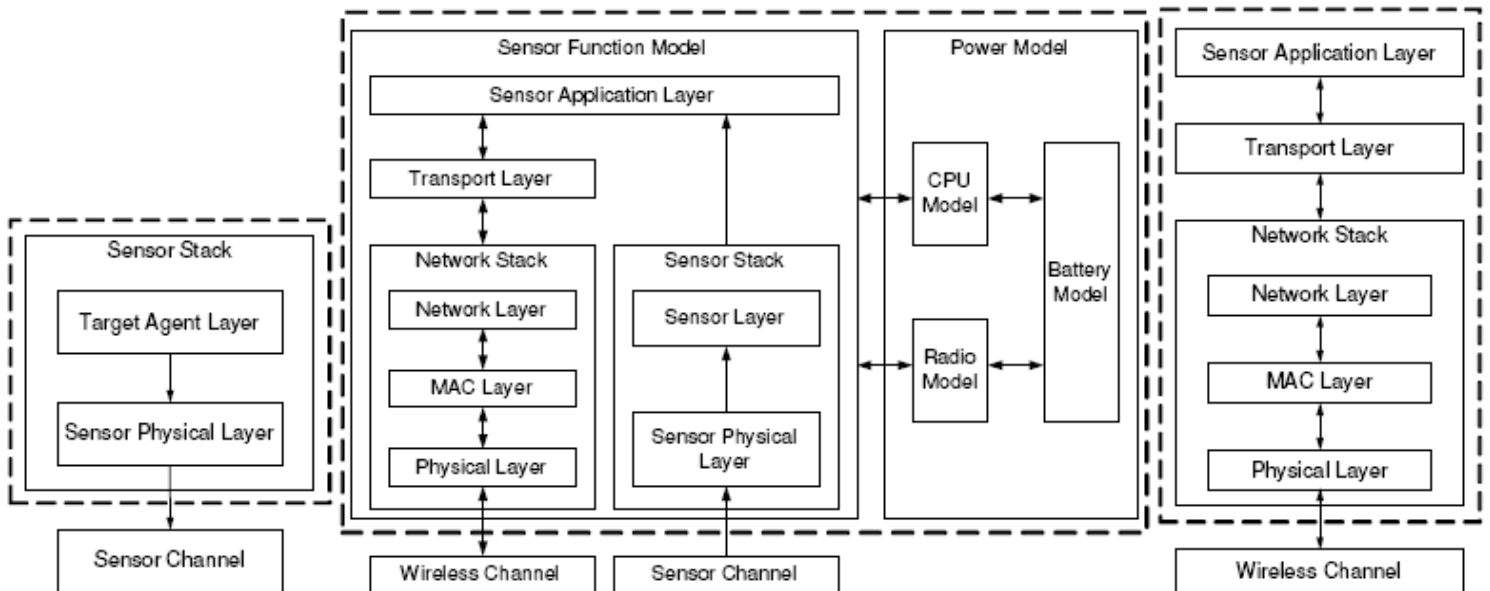 Sensor Stack
Target Agent Layer
Sensor Physical Layer
Sensor Channel
Sensor Function Model
Sensor Application Layer
Transport Layer
Network Stack
Network Layer
MAC Layer
Physical Layer
Wireless Channel
Sensor Stack
Sensor Layer
Sensor Physical
Layer
Sensor Channel
Power Model
CPU
Model
Radio
Model
Battery
Model
Sensor Application Layer
Transport Layer
Network Stack
Network Layer
MAC Layer
Physical Layer
Wireless Channel